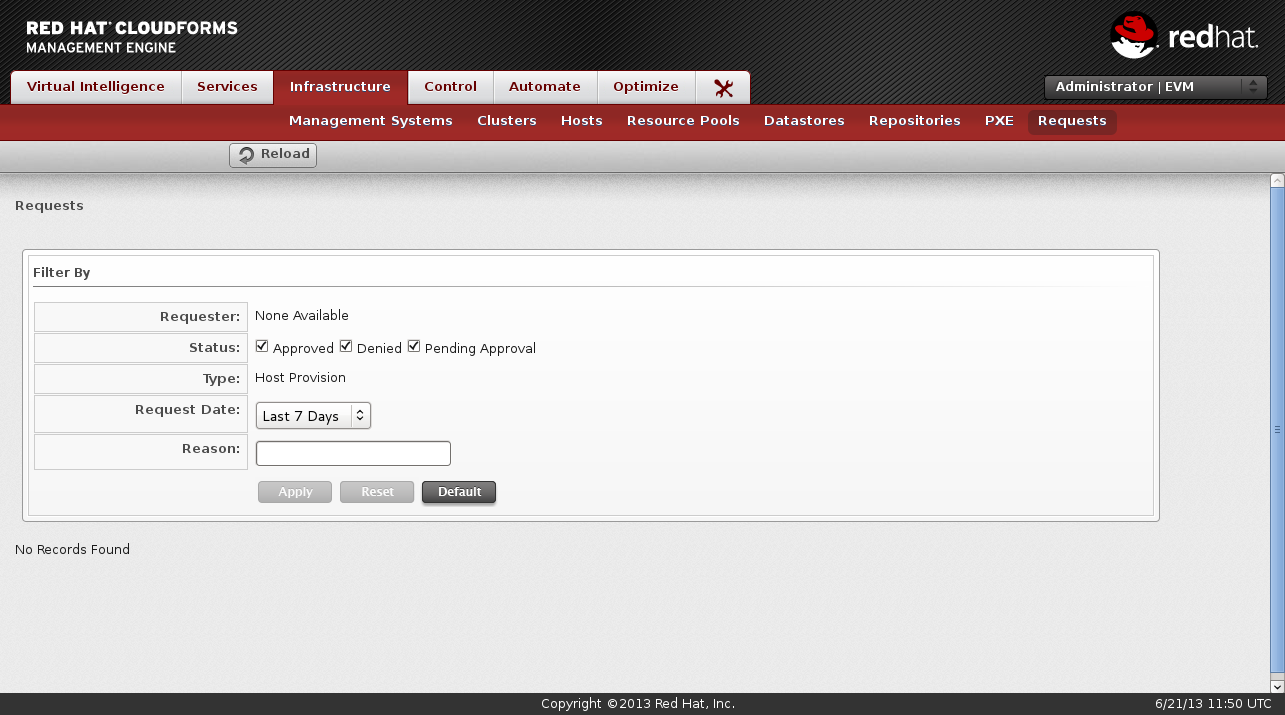 RED HAT CLOUDFORMS
MANAGEMENT ENGINE
redhat.
Virtual Intelligence Services Infrastructure Control Automate Optimize
Administrator | EVM
Management Systems Clusters Hosts Resource Pools Datastores Repositories PXE Requests
Reload
Requests
Filter By
Requester: None Available
Status: Approved Denied Pending Approval
Type: Host Provision
Request Date: Last 7 Days
Reason:
Apply Reset Default
No Records Found
Copyright ©2013 Red Hat, Inc. 6/21/13 11:50 UTC